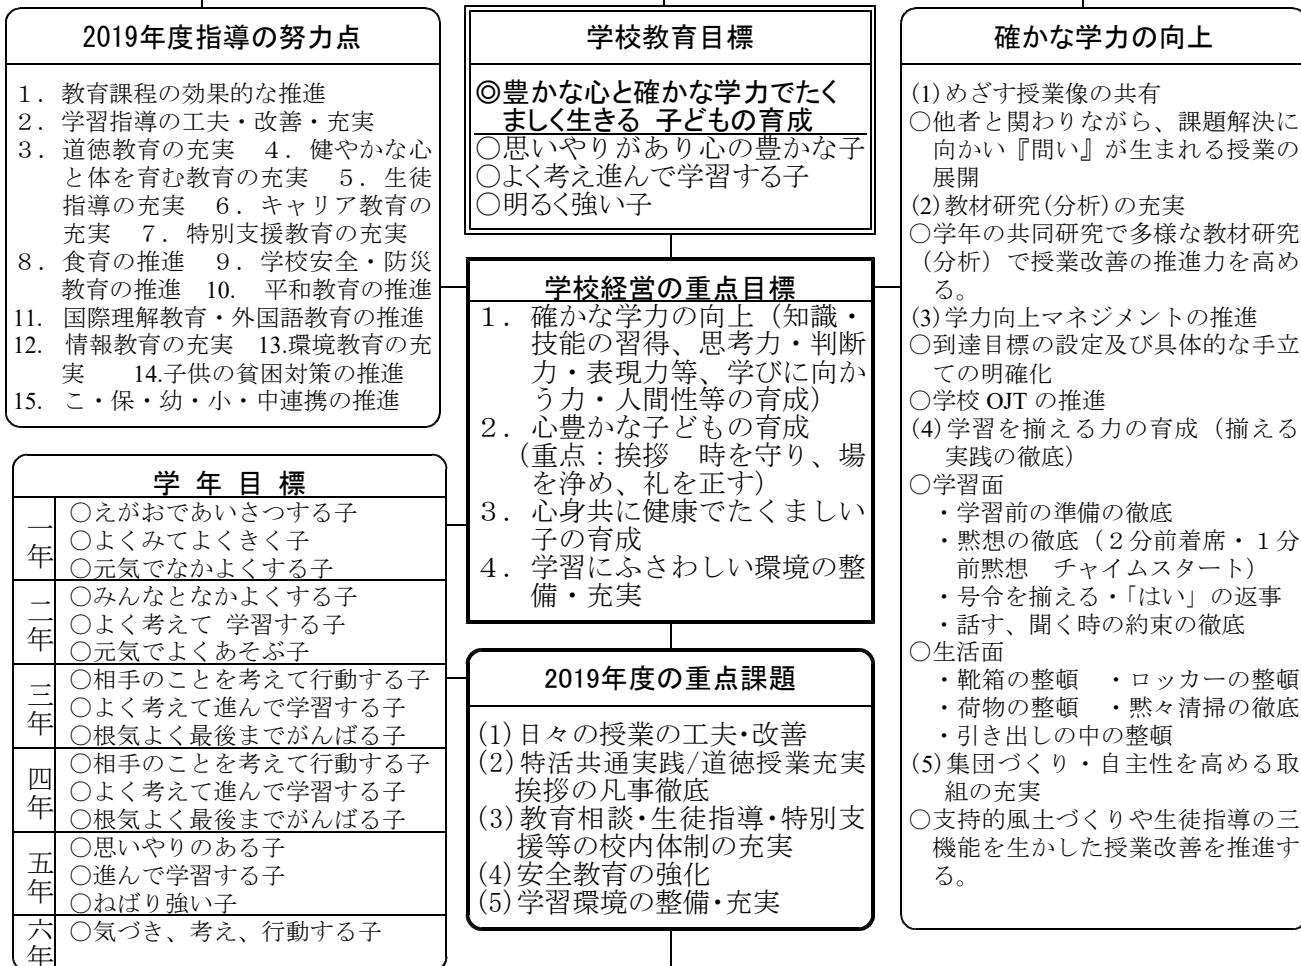 2019年度指導の努力点
１．教育課程の効果的な推進
２．学習指導の工夫・改善・充実
３．道徳教育の充実　４．健やかな心
と体を育む教育の充実　５．生徒
指導の充実　６．キャリア教育の
充実　７．特別支援教育の充実
８．食育の推進　９．学校安全・防災
教育の推進　10.　平和教育の推進
11.　国際理解教育・外国語教育の推進
12.　情報教育の充実　13.環境教育の充
実　　14.子供の貧困対策の推進
15.　こ・保・幼・小・中連携の推進
学 年 目 標
一年
○えがおであいさつする子
○よくみてよくきく子
○元気でなかよくする子
二年
○みんなとなかよくする子
○よく考えて 学習する子
○元気でよくあそぶ子
三年
○相手のことを考えて行動する子
○よく考えて進んで学習する子
○根気よく最後までがんばる子
四年
○相手のことを考えて行動する子
○よく考えて進んで学習する子
○根気よく最後までがんばる子
五年
○思いやりのある子
○進んで学習する子
○ねばり強い子
六年
○気づき、考え、行動する子
学校教育目標
◎豊かな心と確かな学力でたく
ましく生きる 子どもの育成
○思いやりがあり心の豊かな子
○よく考え進んで学習する子
○明るく強い子
学校経営の重点目標
１．確かな学力の向上（知識・
技能の習得、思考力・判断
力・表現力等、学びに向か
う力・人間性等の育成）
２．心豊かな子どもの育成
（重点：挨拶　時を守り、場
を浄め、礼を正す）
３．心身共に健康でたくましい
子の育成
４．学習にふさわしい環境の整
備・充実
2019年度の重点課題
(1)日々の授業の工夫・改善
(2)特活共通実践/道徳授業充実
挨拶の凡事徹底
(3)教育相談・生徒指導・特別支
援等の校内体制の充実
(4)安全教育の強化
(5)学習環境の整備・充実
確かな学力の向上
(1)めざす授業像の共有
○他者と関わりながら、課題解決に
向かい『問い』が生まれる授業の
展開
(2)教材研究(分析)の充実
○学年の共同研究で多様な教材研究
（分析）で授業改善の推進力を高め
る。
(3)学力向上マネジメントの推進
○到達目標の設定及び具体的な手立
ての明確化
○学校 OJT の推進
(4)学習を揃える力の育成（揃える
実践の徹底）
○学習面
・学習前の準備の徹底
・黙想の徹底（２分前着席・１分
前黙想　チャイムスタート）
・号令を揃える・「はい」の返事
・話す、聞く時の約束の徹底
○生活面
・靴箱の整頓　・ロッカーの整頓
・荷物の整頓　・黙々清掃の徹底
・引き出しの中の整頓
(5)集団づくり・自主性を高める取
組の充実
○支持的風土づくりや生徒指導の三
機能を生かした授業改善を推進す
る。